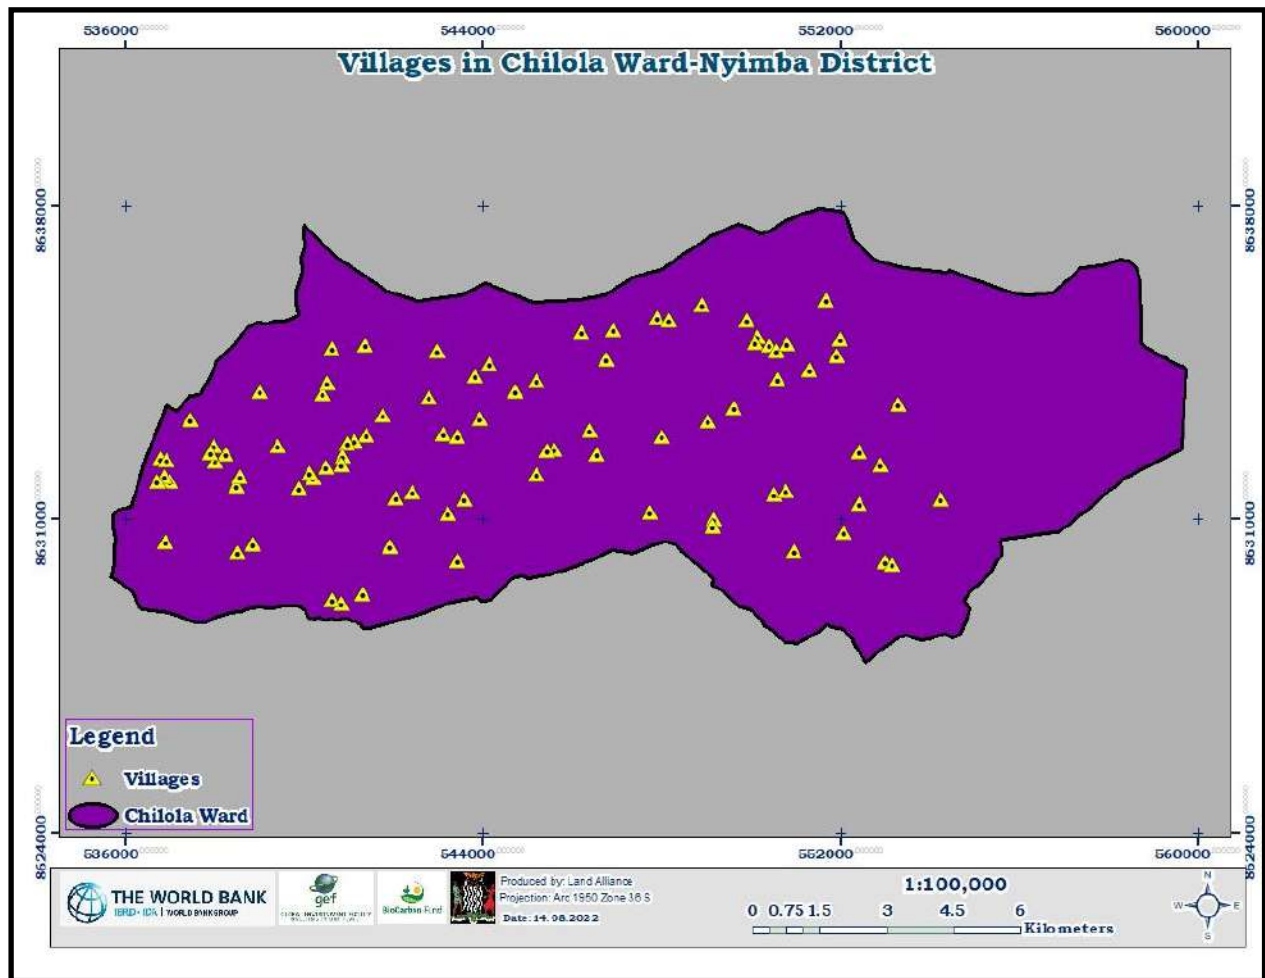 536000 544000 552000 560000
Villages in Chilola Ward-Nyimba District
8638000 8638000
8631000 8631000
Legend
Villages
Chilola Ward
8624000 8624000
536000 544000 552000 560000
THE WORLD BANK
IBRD • IDA | WORLD BANK GROUP
gef
BioCarbon Fund
Produced by: Land Alliance
Projection: Arc 1950 Zone 36 S
Date: 14.08.2022
1:100,000
0 0.75 1.5 3 4.5 6
Kilometers
N
W E
S